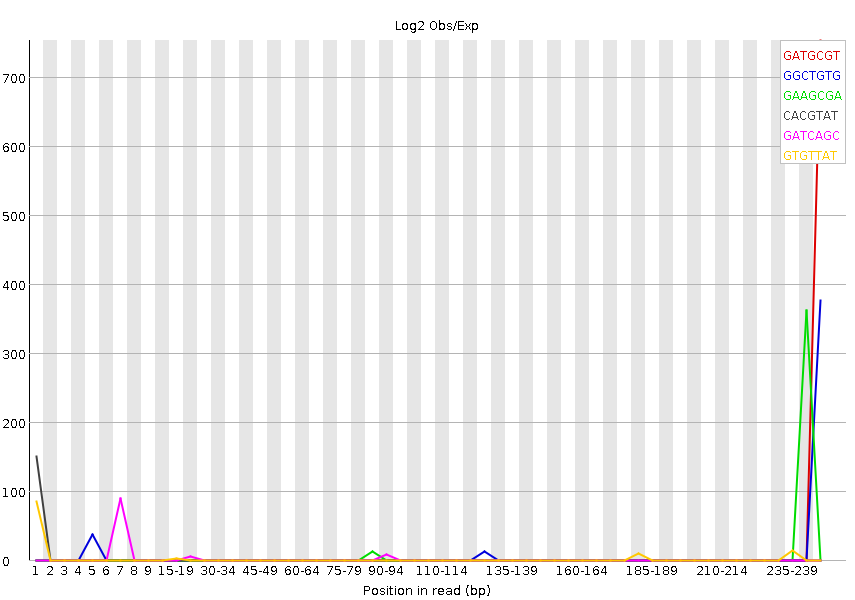 Log2 Obs/Exp
GATGCGT
GGCTGTG
GAAGCGA
CACGTAT
GATCAGC
GTGTTAT
700
600
500
400
300
200
100
0
1 2 3 4 5 6 7 8 9 15-19 30-34 45-49 60-64 75-79 90-94 110-114 135-139 160-164 185-189 210-214 235-239
Position in read (bp)